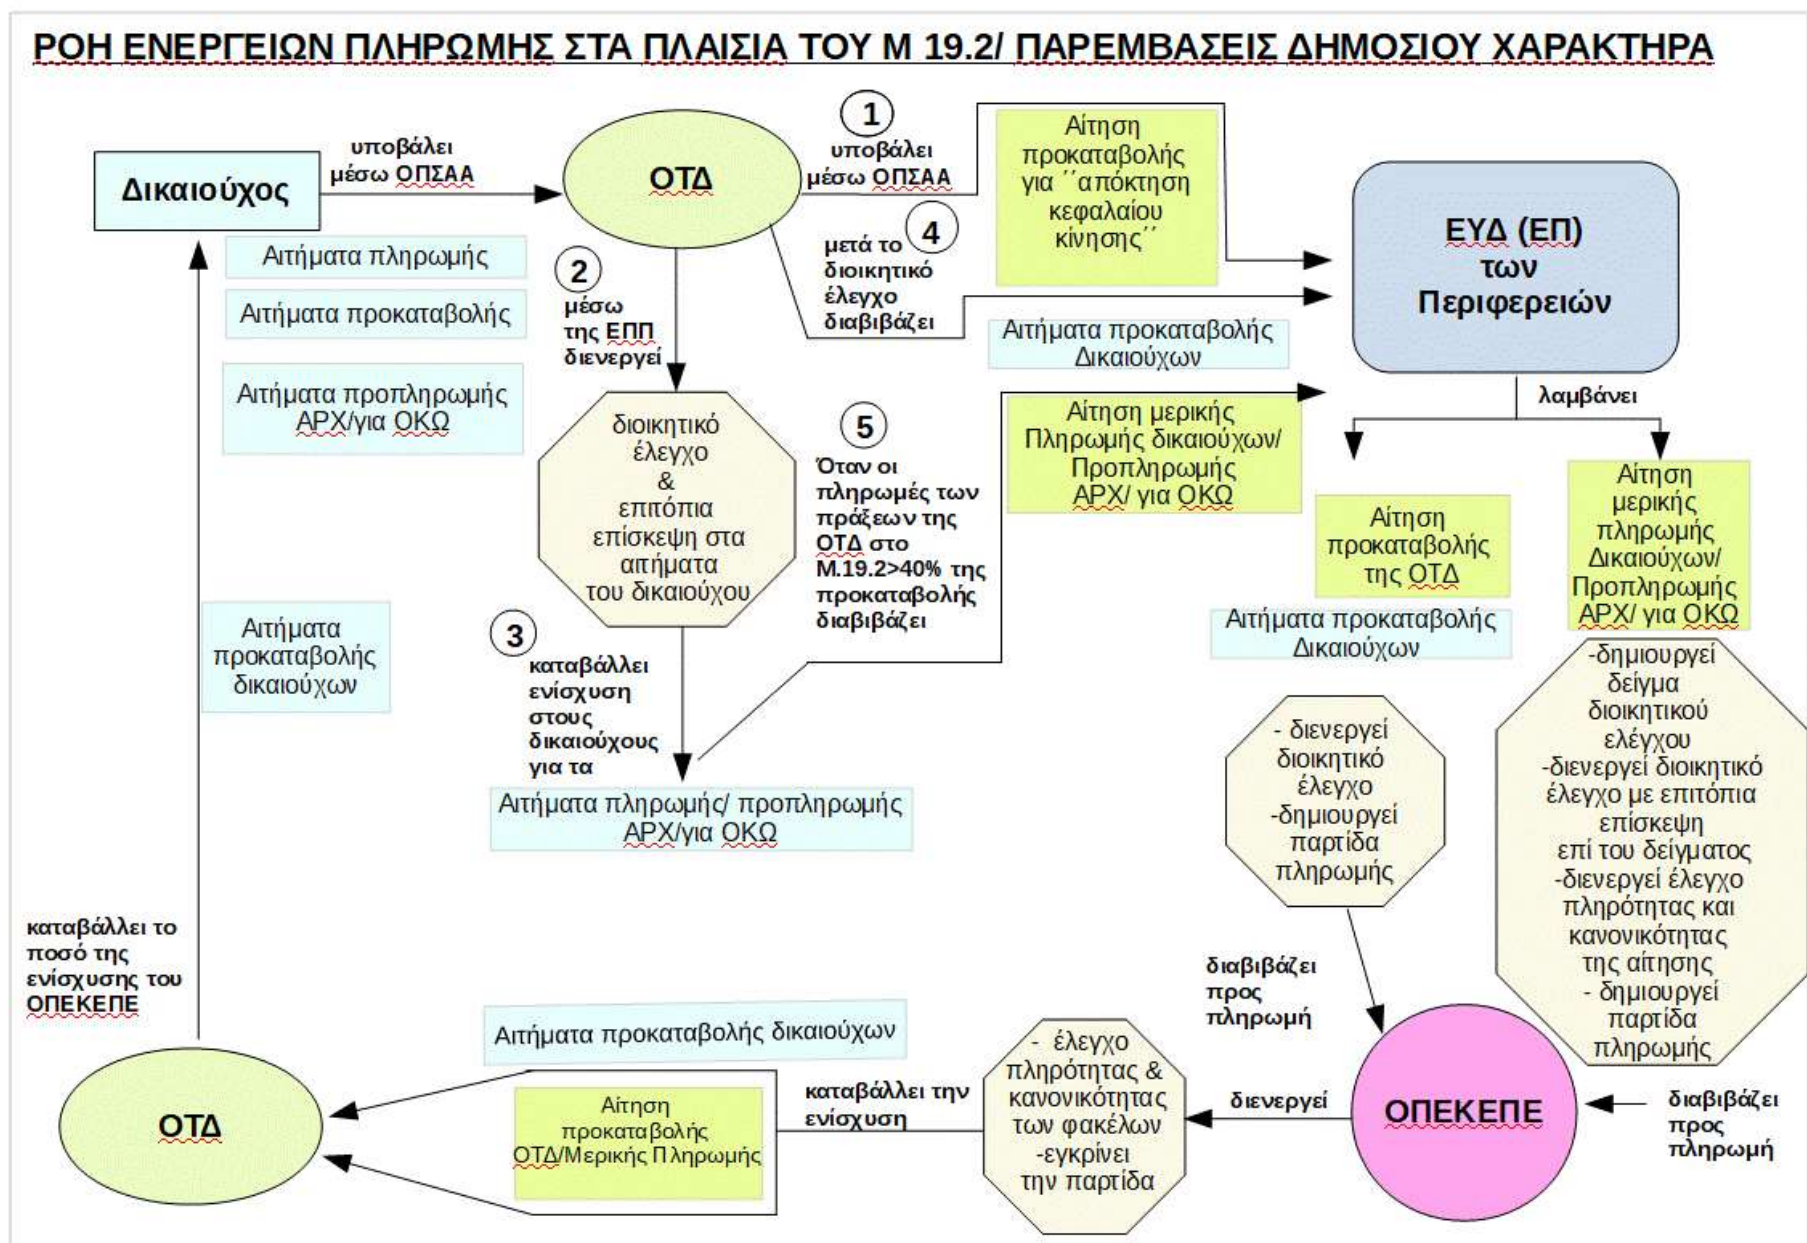 ΡΟΗ ΕΝΕΡΓΕΙΩΝ ΠΛΗΡΩΜΗΣ ΣΤΑ ΠΛΑΙΣΙΑ ΤΟΥ Μ 19.2/ ΠΑΡΕΜΒΑΣΕΙΣ ΔΗΜΟΣΙΟΥ ΧΑΡΑΚΤΗΡΑ
Δικαιούχος
υποβάλει
μέσω ΟΠΣΑΑ
ΟΤΔ
1
υποβάλει
μέσω ΟΠΣΑΑ
Αίτηση
προκαταβολής
για ΄΄απόκτηση
κεφαλαίου
κίνησης΄΄
ΕΥΔ (ΕΠ)
των
Περιφερειών
Αιτήματα πληρωμής
Αιτήματα προκαταβολής
Αιτήματα προπληρωμής
ΑΡΧ/για ΟΚΩ
2
μέσω
της ΕΠΠ
διενεργεί
4
μετά το
διοικητικό
έλεγχο
διαβιβάζει
Αιτήματα προκαταβολής
Δικαιούχων
διοικητικό
έλεγχο
&
επιτόπια
επίσκεψη στα
αιτήματα
του δικαιούχου
5
Όταν οι
πληρωμές των
πράξεων της
ΟΤΔ στο
Μ.19.2>40% της
προκαταβολής
διαβιβάζει
Αίτηση μερικής
Πληρωμής δικαιούχων/
Προπληρωμής
ΑΡΧ/ για ΟΚΩ
λαμβάνει
Αίτηση
προκαταβολής
της ΟΤΔ
Αιτήματα προκαταβολής
Δικαιούχων
Αίτηση
μερικής
πληρωμής
Δικαιούχων/
Προπληρωμής
ΑΡΧ/ για ΟΚΩ
Αιτήματα
προκαταβολής
δικαιούχων
3
καταβάλλει
ενίσχυση
στους
δικαιούχους
για τα
Αιτήματα πληρωμής/ προπληρωμής
ΑΡΧ/για ΟΚΩ
- διενεργεί
διοικητικό
έλεγχο
-δημιουργεί
παρτίδα
πληρωμής
-δημιουργεί
δείγμα
διοικητικού
ελέγχου
-διενεργεί διοικητικό
έλεγχο με επιτόπια
επίσκεψη
επί του δείγματος
-διενεργεί έλεγχο
πληρότητας και
κανονικότητας
της αίτησης
- δημιουργεί
παρτίδα
πληρωμής
καταβάλλει το
ποσό της
ενίσχυσης του
ΟΠΕΚΕΠΕ
διαβιβάζει
προς
πληρωμή
ΟΤΔ
Αιτήματα προκαταβολής δικαιούχων
Αίτηση
προκαταβολής
ΟΤΔ/Μερικής Πληρωμής
καταβάλλει την
ενίσχυση
- έλεγχο
πληρότητας &
κανονικότητας
των φακέλων
-εγκρίνει
την παρτίδα
διενεργεί
ΟΠΕΚΕΠΕ
διαβιβάζει
προς
πληρωμή